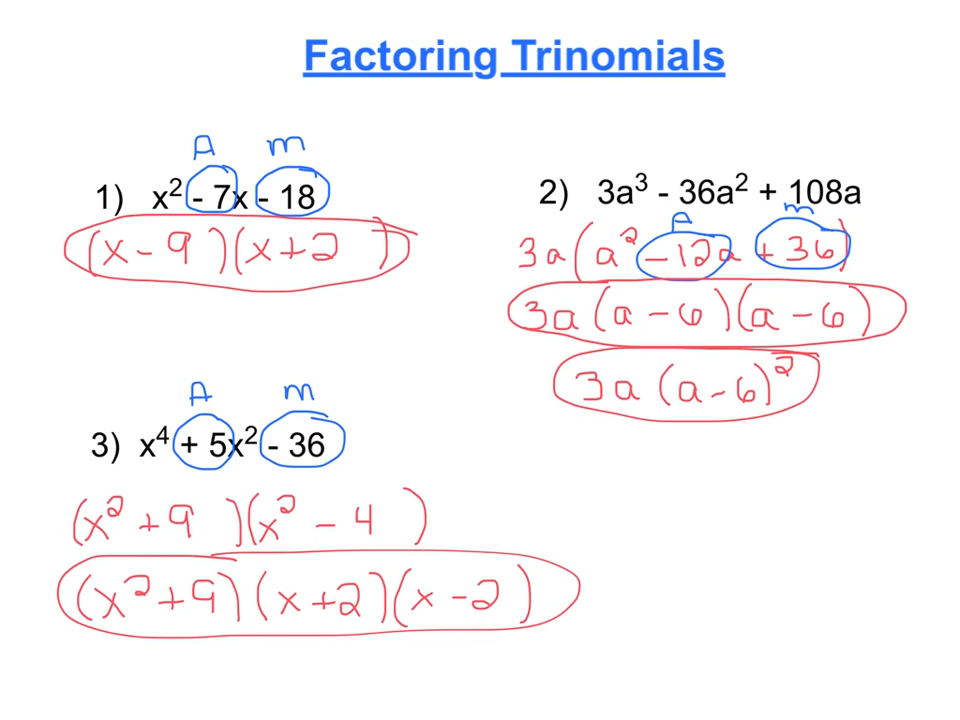 Factoring Trinomials
A m
1) x² - 7x - 18
(x - 9)(x + 2)
2) 3a³ - 36a² + 108a
A m
3a(a² - 12a + 36)
3a(a - 6)(a - 6)
3a(a - 6)²
A m
3) x⁴ + 5x² - 36
(x² + 9)(x² - 4)
(x² + 9)(x + 2)(x - 2)